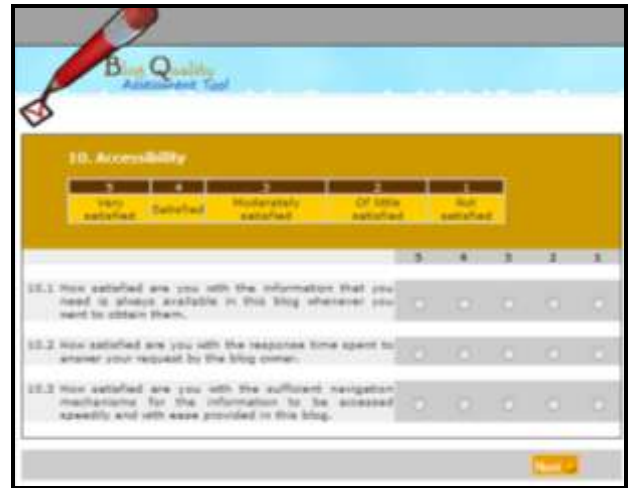 Blog Quality
Assessment Tool
10. Accessibility
5 4 3 2 1
Very satisfied Satisfied Moderately satisfied Of little satisfied Not satisfied
5 4 3 2 1
10.1 How satisfied are you with the information that you
need is always available in this blog whenever you
want to obtain them.
10.2 How satisfied are you with the response time spent to
answer your request by the blog owner.
10.3 How satisfied are you with the sufficient navigation
mechanisms for the information to be accessed
speedily and with ease provided in this blog.
Next